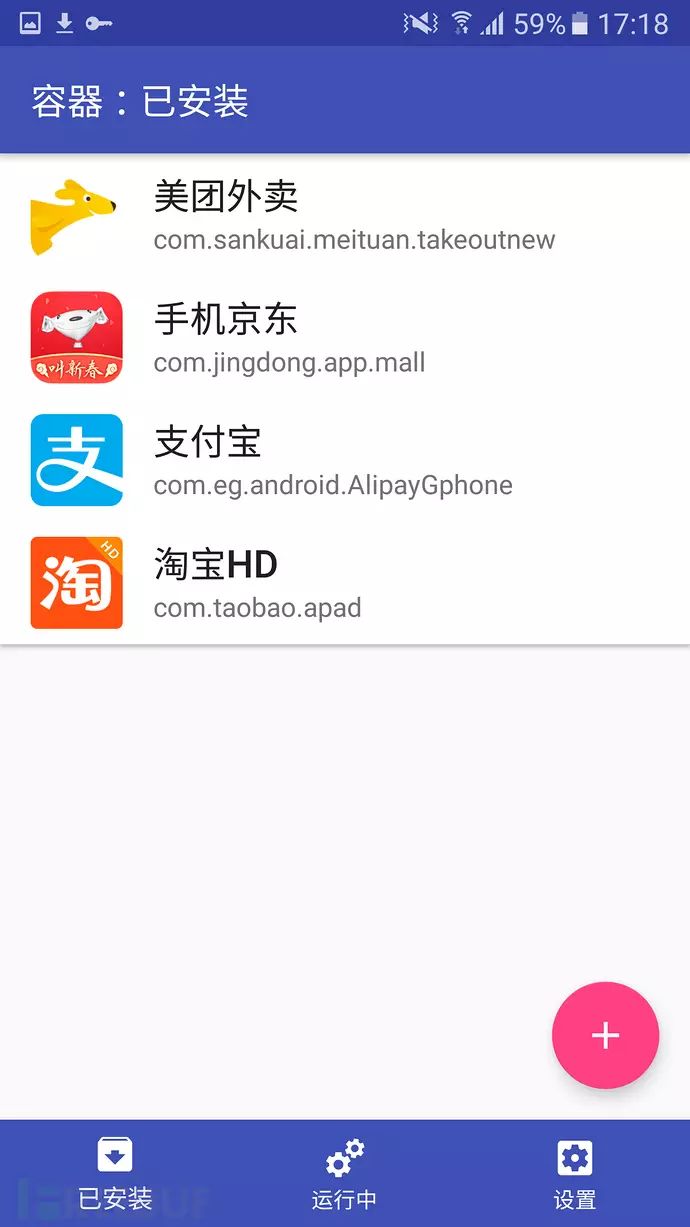 59% 17:18
容器：已安装
美团外卖
com.sankuai.meituan.takeoutnew
叫新春
手机京东
com.jingdong.app.mall
支
支付宝
com.eg.android.AlipayGphone
HD
淘
淘宝HD
com.taobao.apad
已安装
运行中
设置